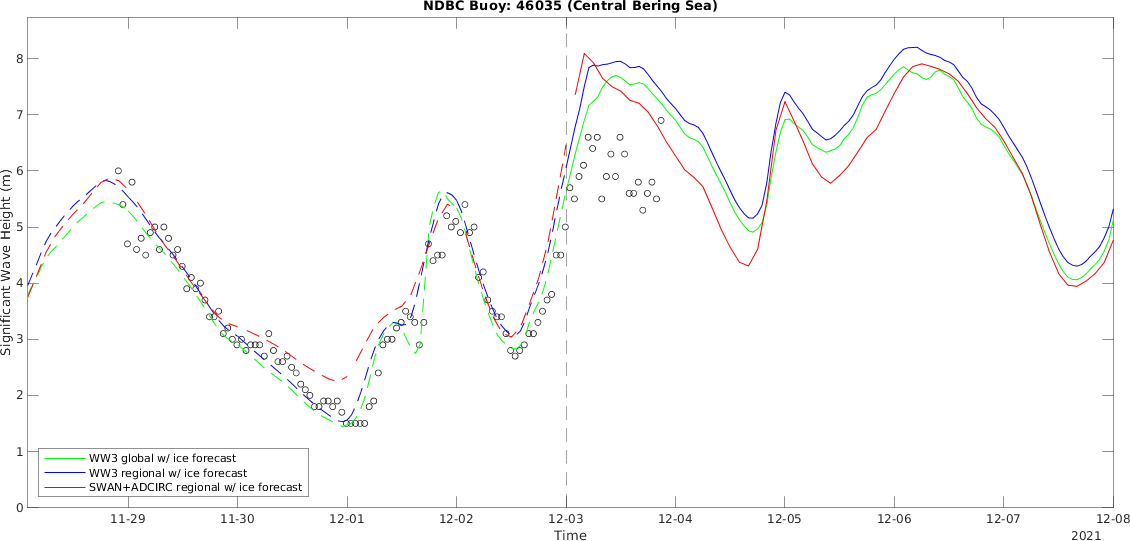 NDBC Buoy: 46035 (Central Bering Sea)
Significant Wave Height (m)
8
7
6
5
4
3
2
1
0
WW3 global w/ ice forecast
WW3 regional w/ ice forecast
SWAN+ADCIRC regional w/ ice forecast
11-29 11-30 12-01 12-02 12-03 12-04 12-05 12-06 12-07 12-08
Time
2021